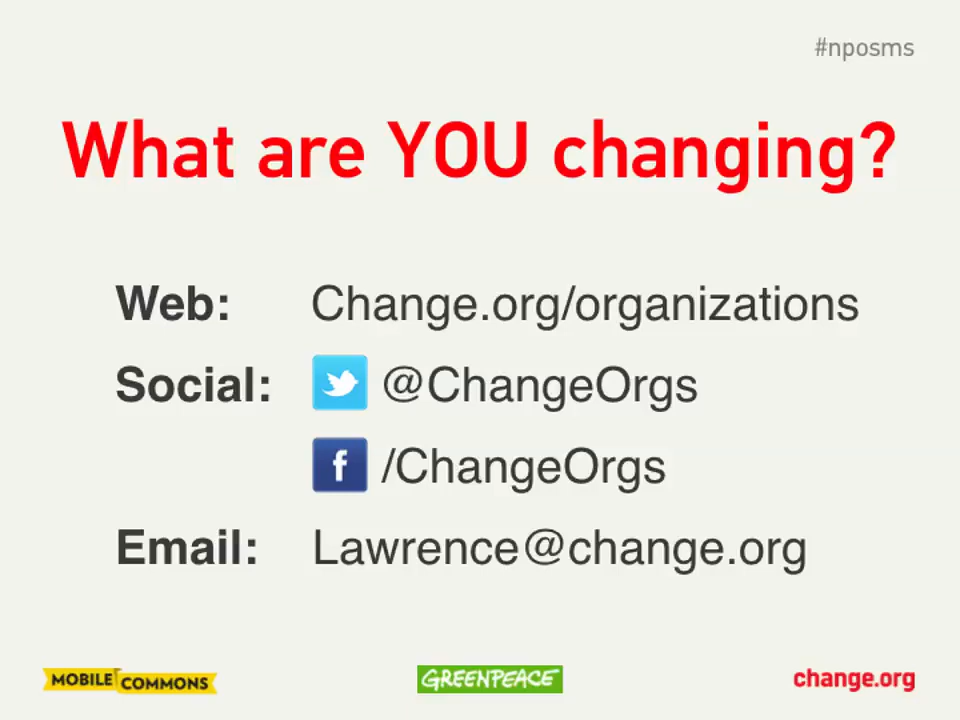 #nposms
What are YOU changing?
Web: Change.org/organizations
Social: @ChangeOrgs
f /ChangeOrgs
Email: Lawrence@change.org
MOBILE COMMONS GREENPEACE change.org